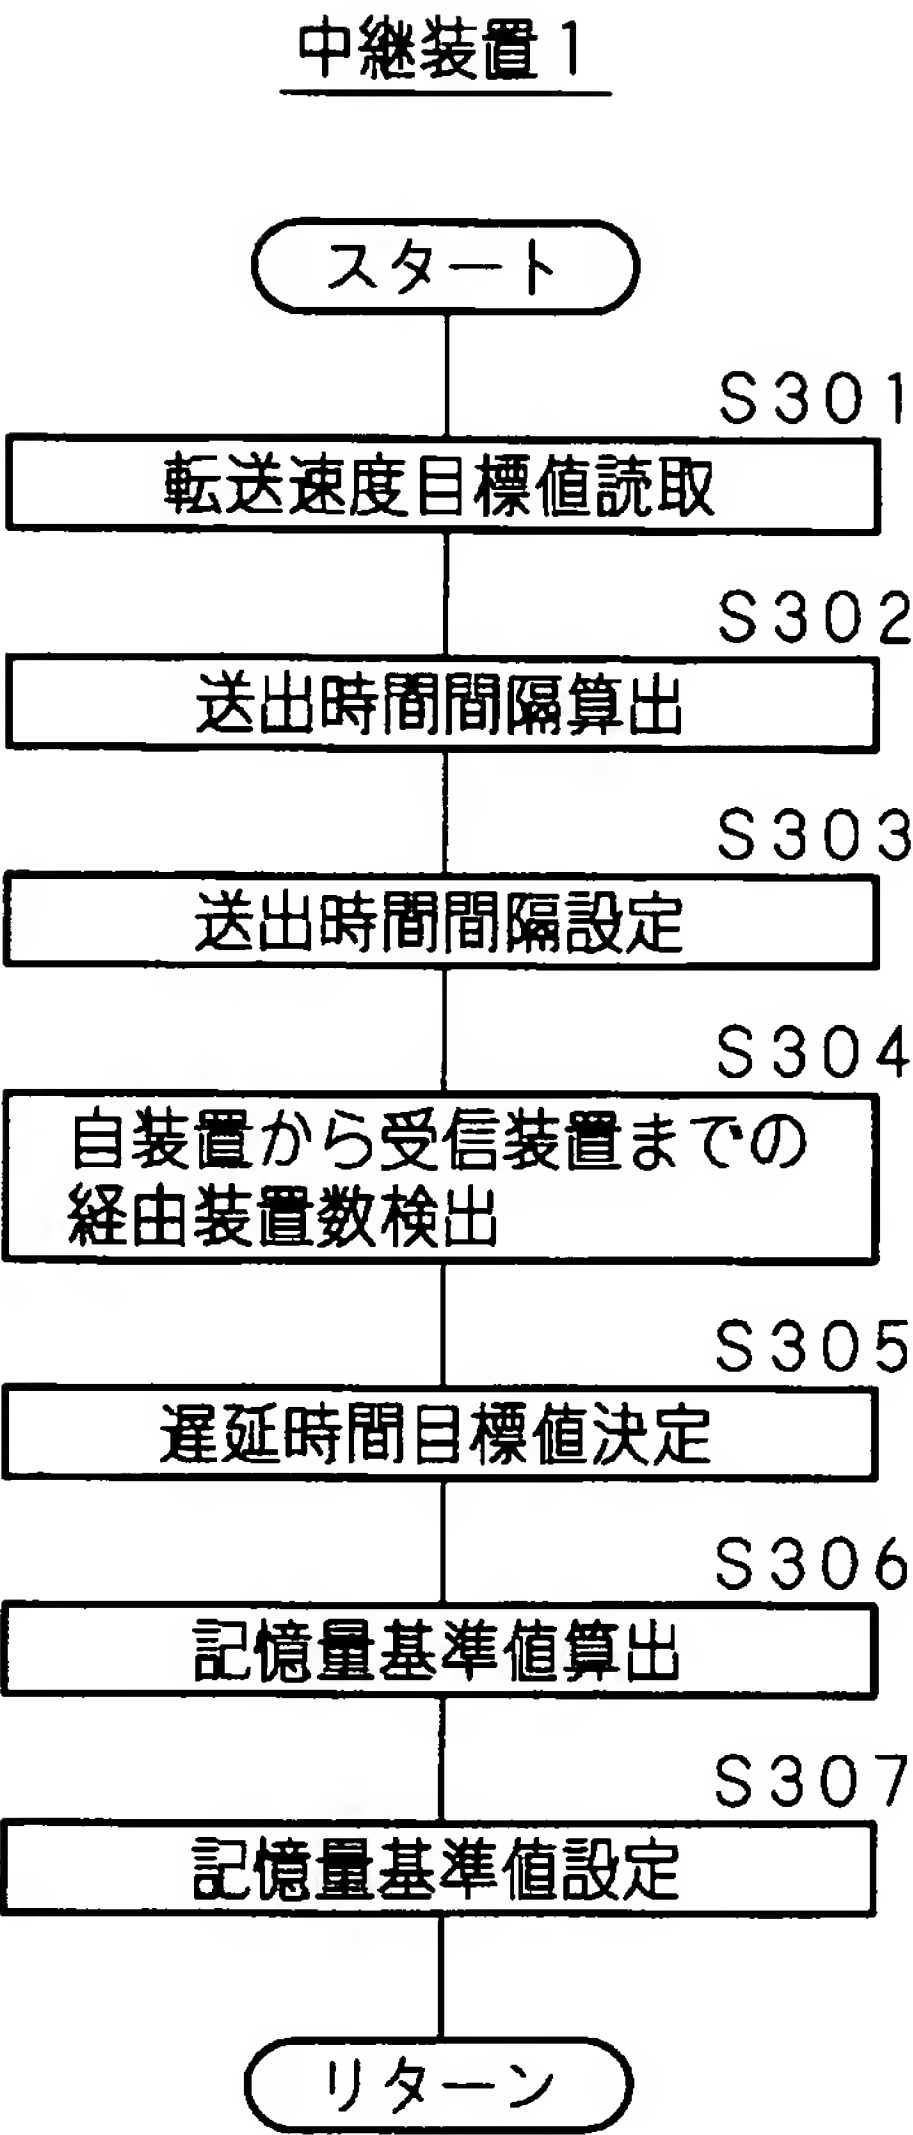 中継装置1
スタート
S301
転送速度目標値読取
S302
送出時間間隔算出
S303
送出時間間隔設定
S304
自装置から受信装置までの
経由装置数検出
S305
遅延時間目標値決定
S306
記憶量基準値算出
S307
記憶量基準値設定
リターン